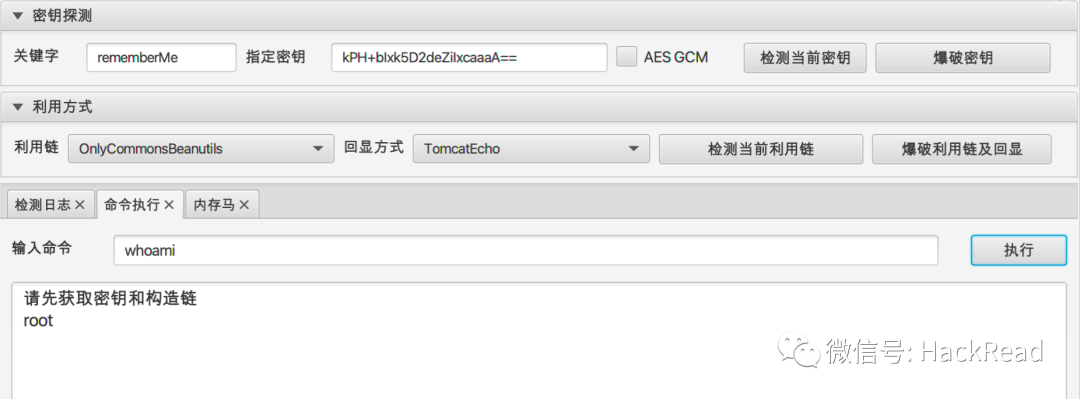 密钥探测
关键字 rememberMe 指定密钥 kPH+bIxk5D2deZiIxcaaaA== AES GCM 检测当前密钥 爆破密钥
利用方式
利用链 OnlyCommonsBeanutils 回显方式 TomcatEcho 检测当前利用链 爆破利用链及回显
检测日志 命令执行 内存马
输入命令 whoami 执行
请先获取密钥和构造链
root
微信号: HackRead